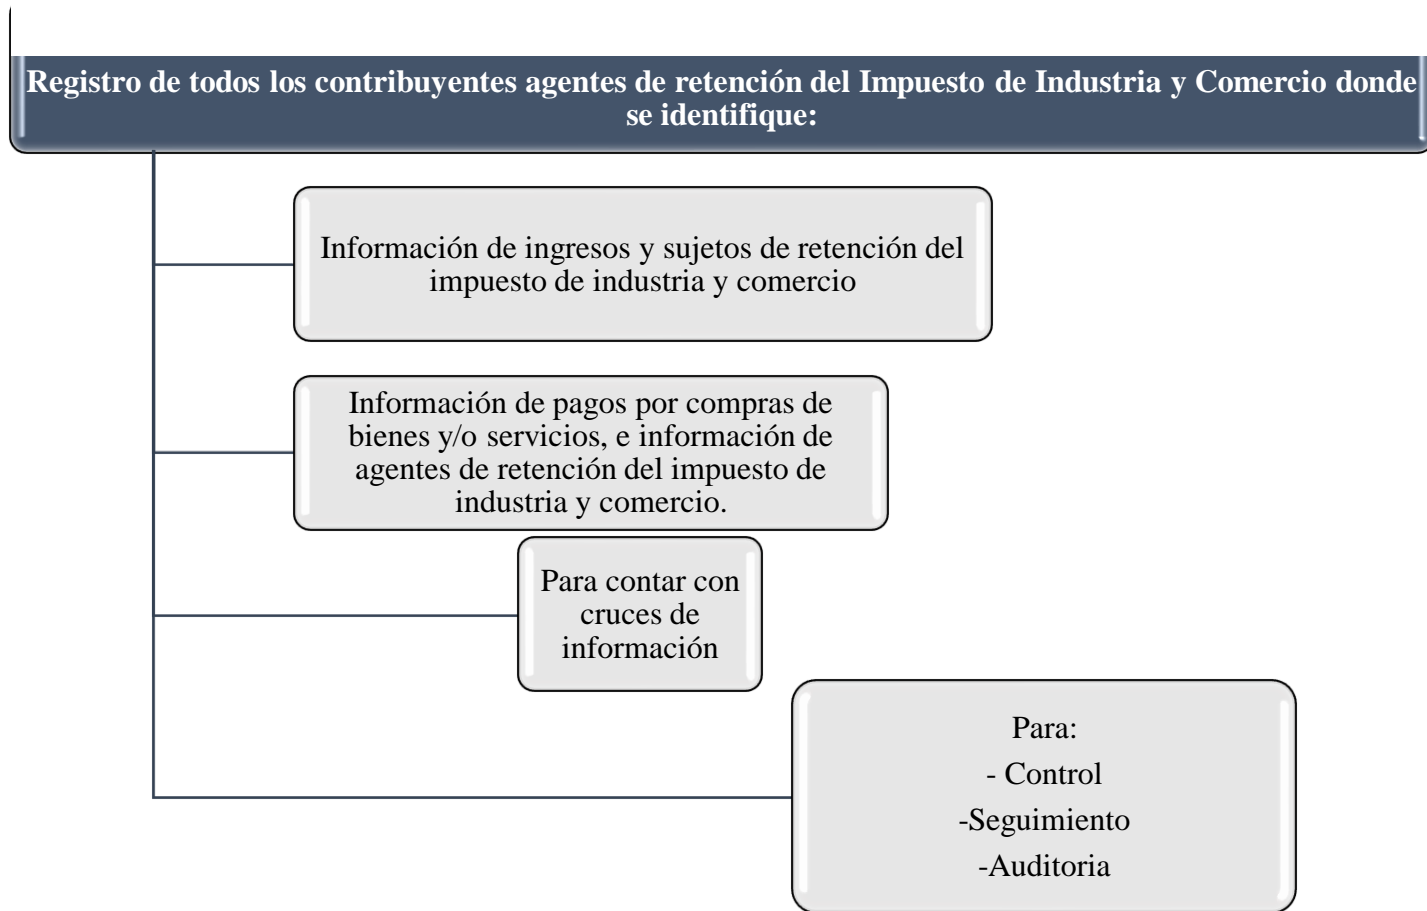 Registro de todos los contribuyentes agentes de retención del Impuesto de Industria y Comercio donde
se identifique:
Información de ingresos y sujetos de retención del
impuesto de industria y comercio
Información de pagos por compras de
bienes y/o servicios, e información de
agentes de retención del impuesto de
industria y comercio.
Para contar con
cruces de
información
Para:
- Control
-Seguimiento
-Auditoria